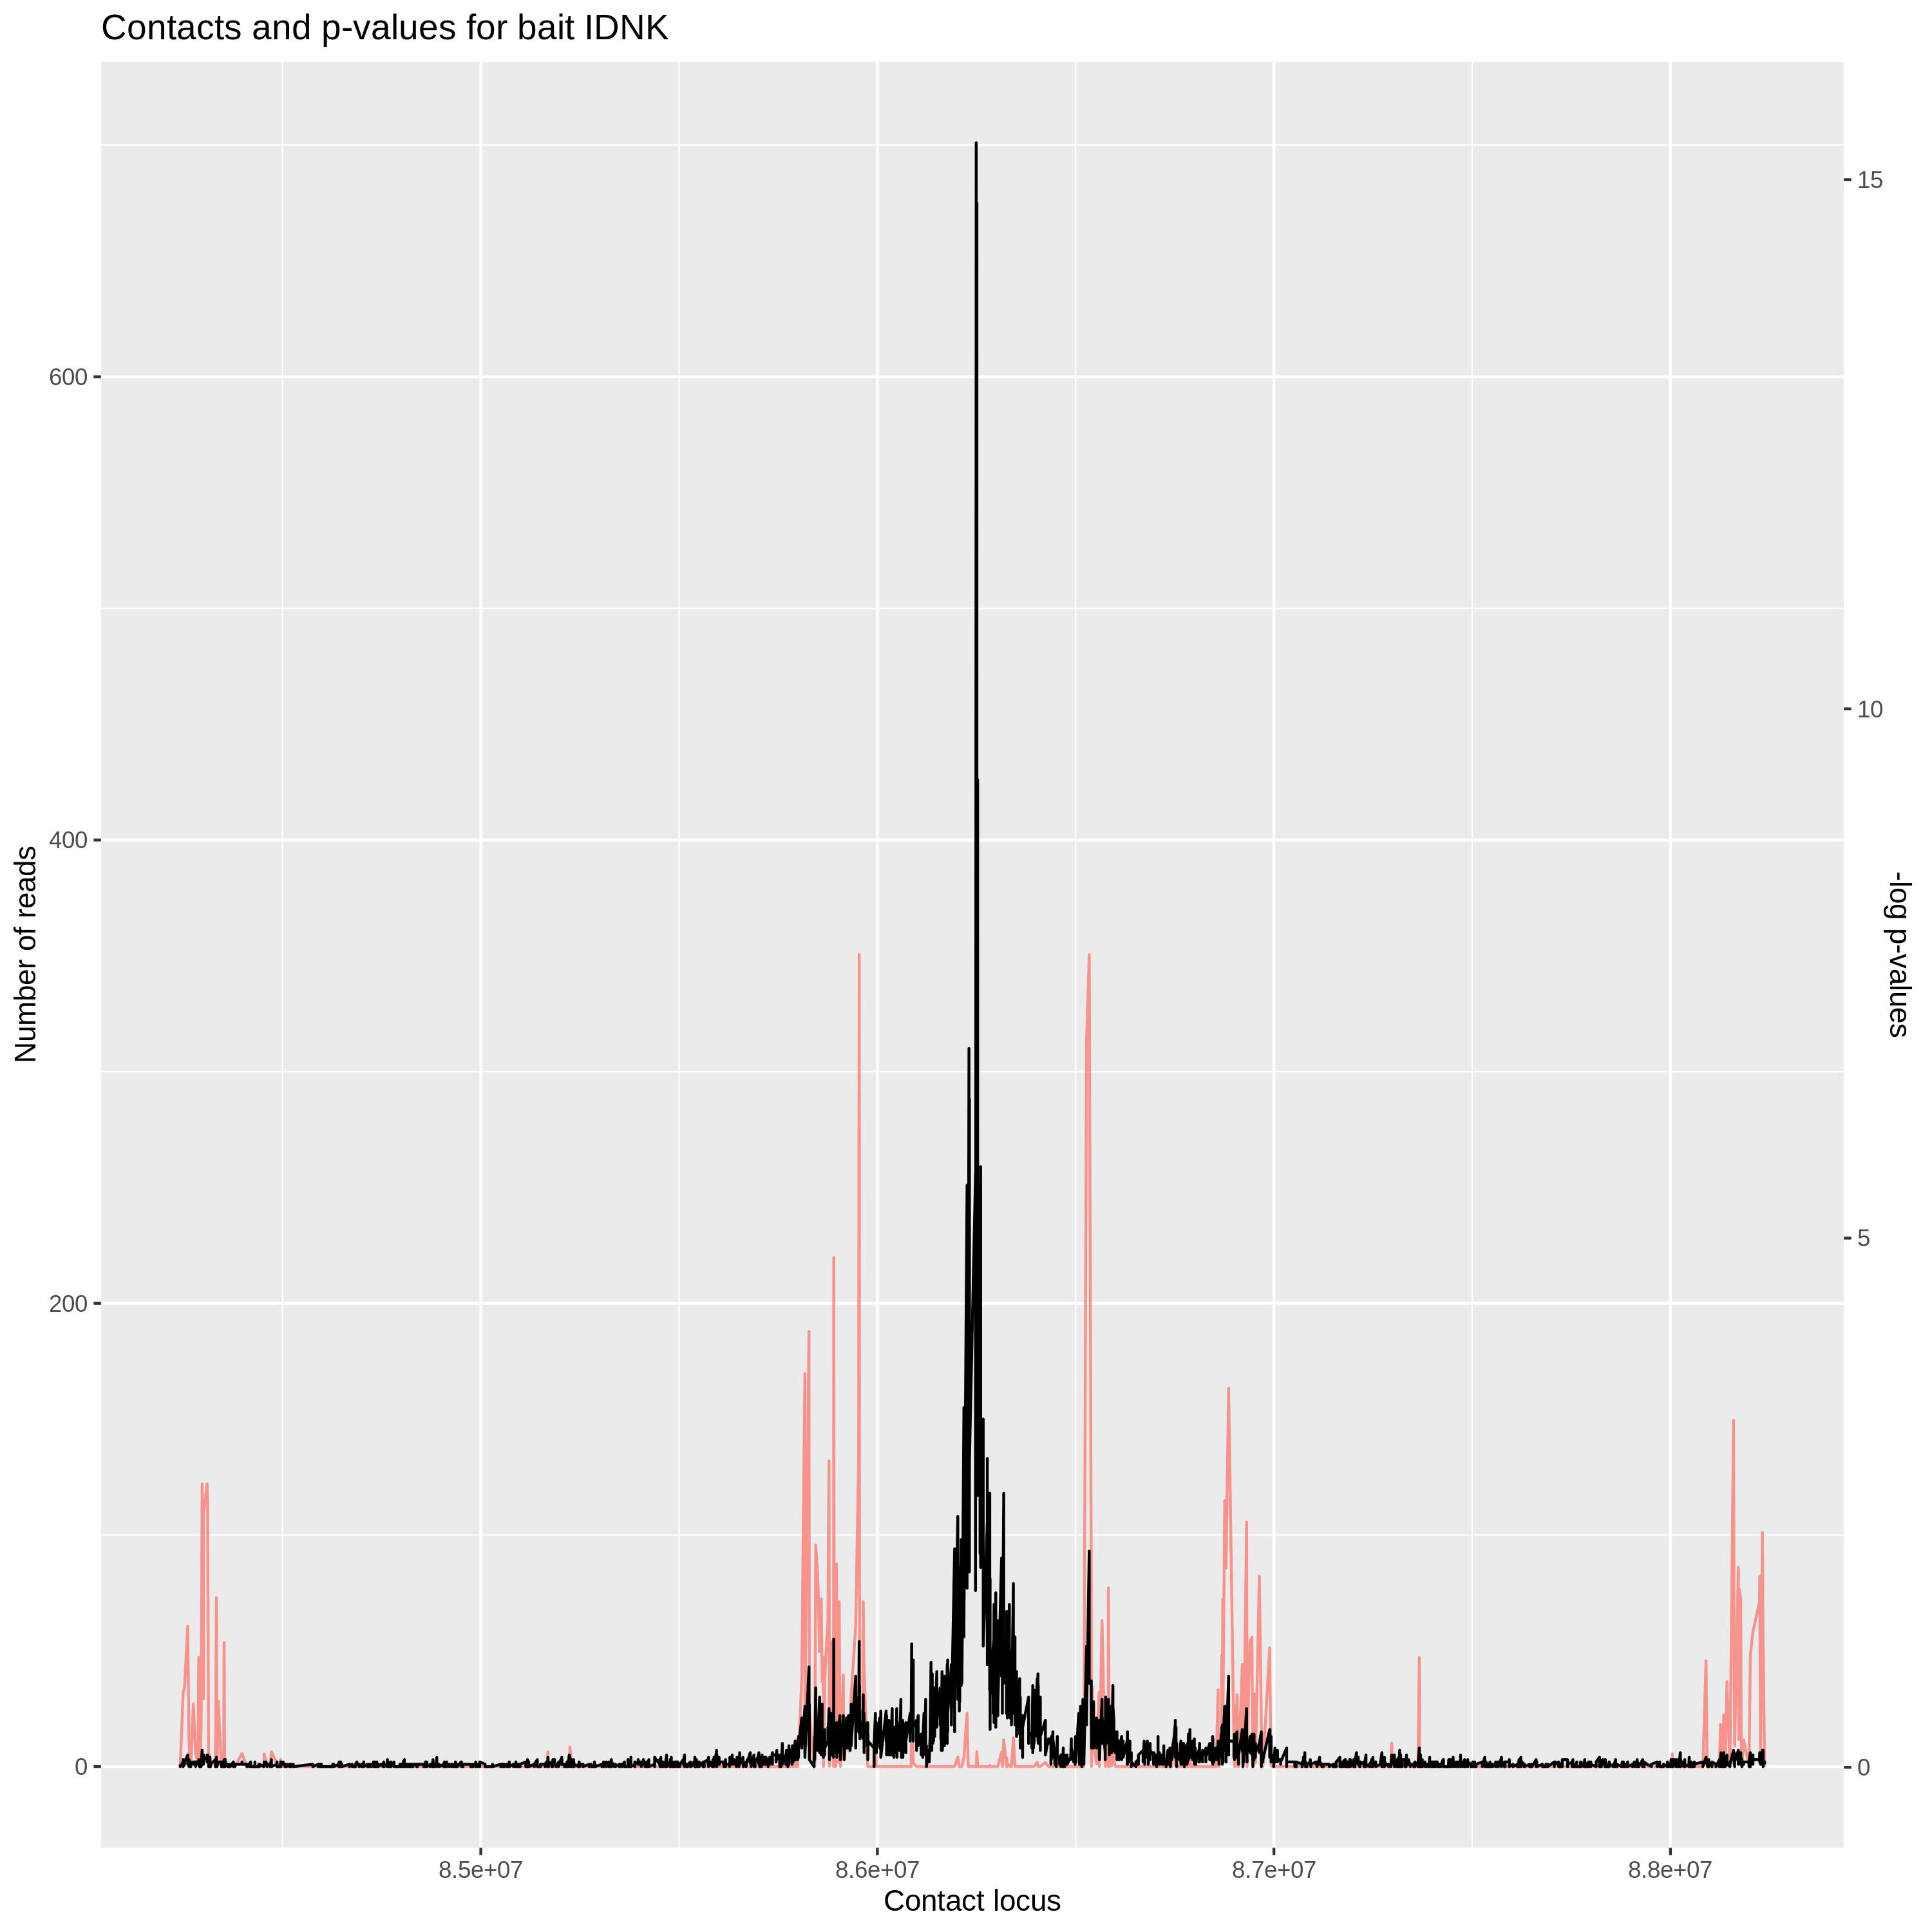 Contacts and p-values for bait IDNK
Number of reads
600
400
200
0
15
10
5
0
-log p-values
8.5e+07
8.6e+07
8.7e+07
8.8e+07
Contact locus